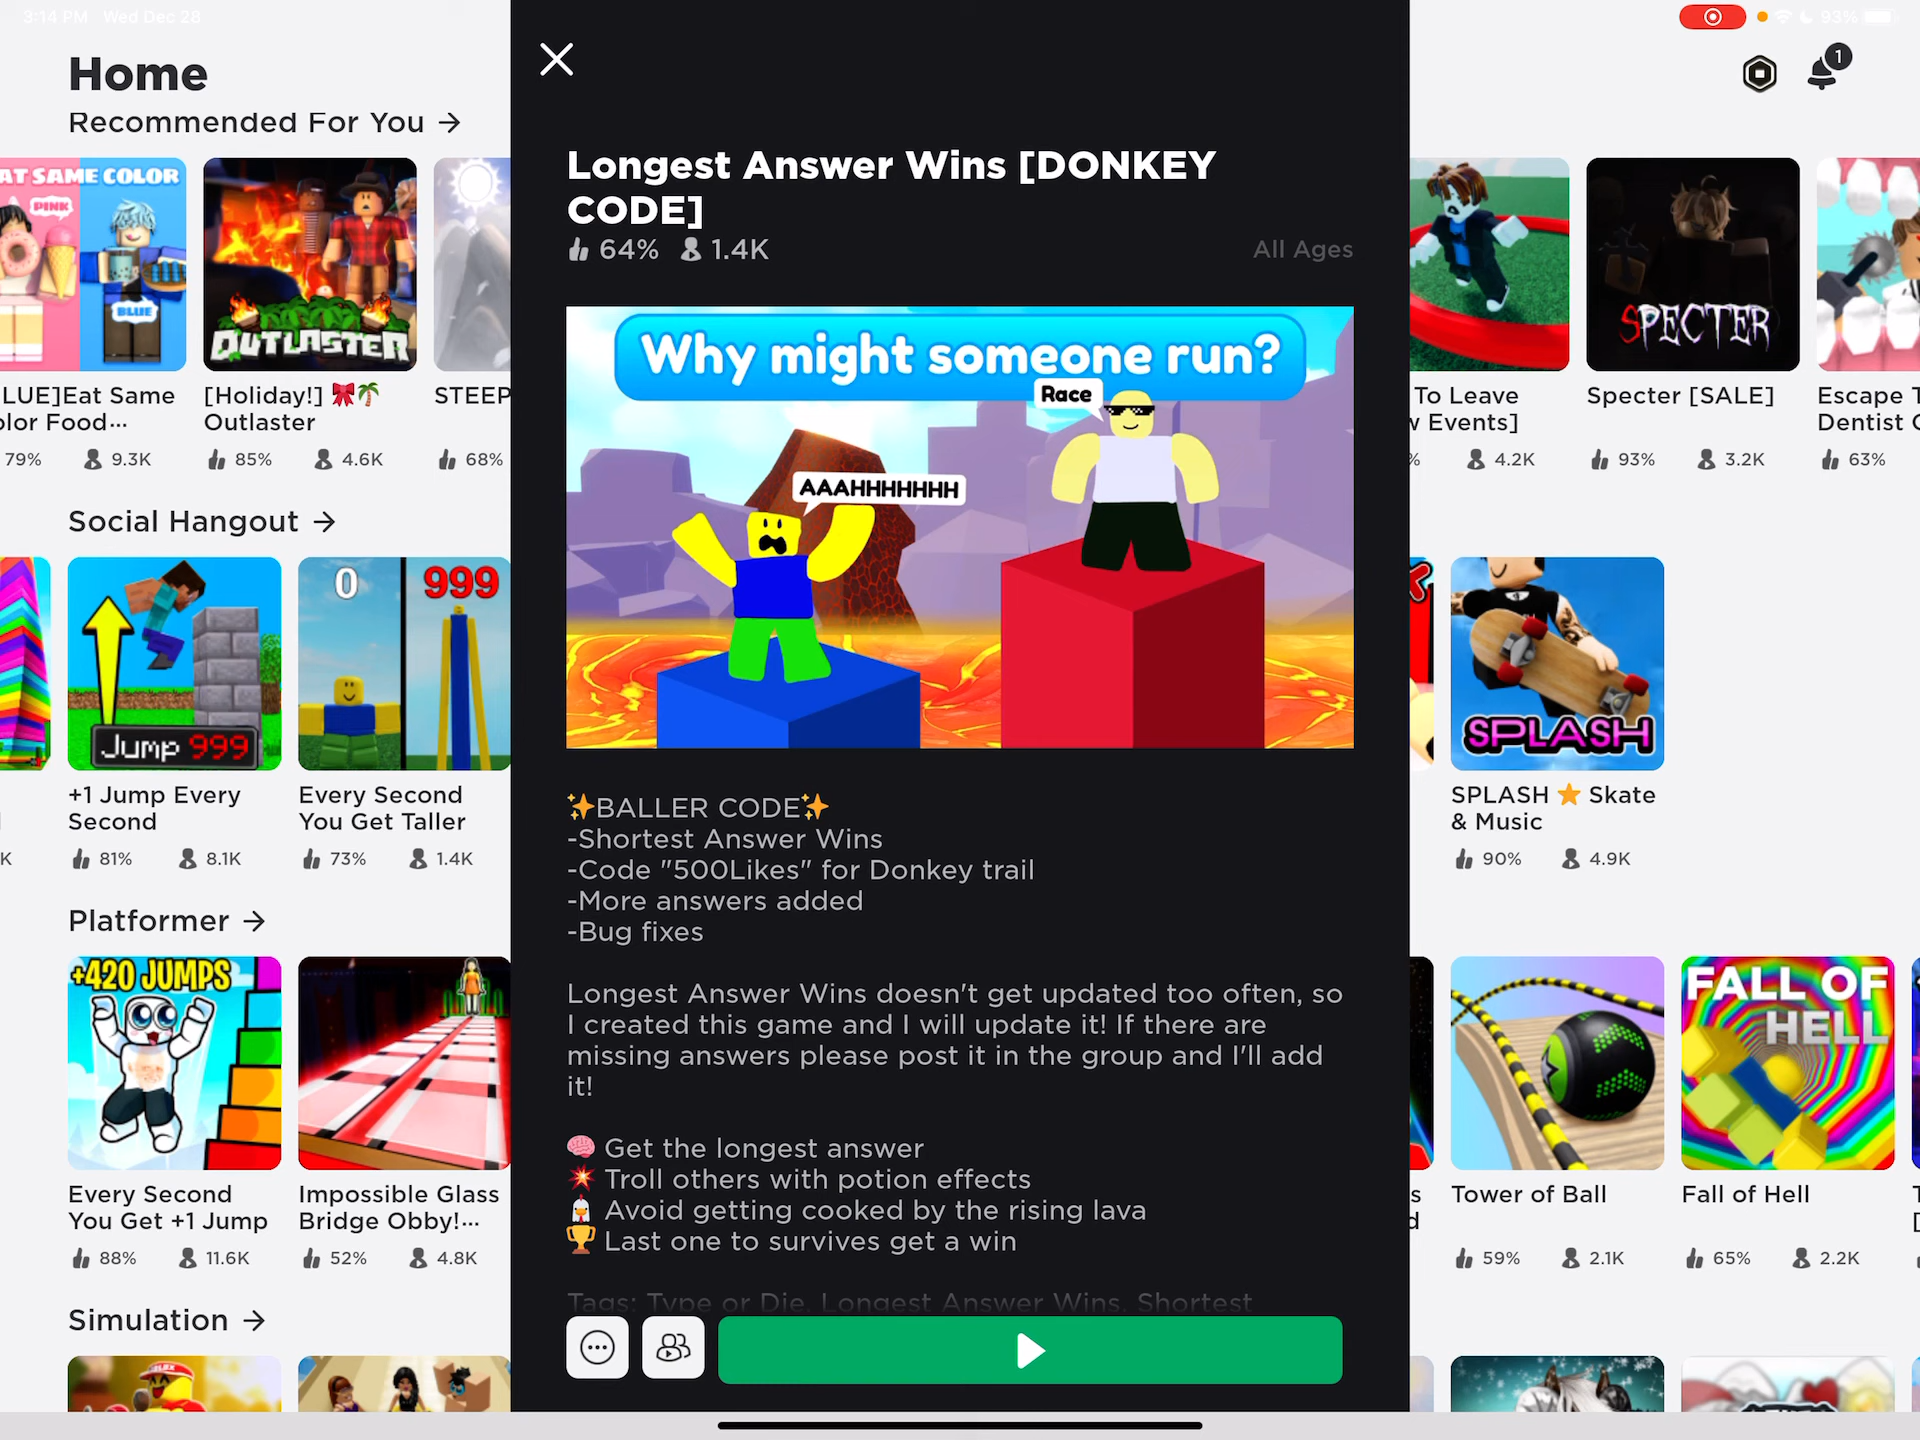 3:14 PM Wed Dec 28
93%
Home
1
Recommended For You →
EAT SAME COLOR
PINK
BLUE
OUTLASTER
SPECTER
LUE]Eat Same
olor Food...
79% 9.3K
[Holiday!] 🎀🌴
Outlaster
85% 4.6K
STEEP
68%
To Leave
w Events]
% 4.2K
Specter [SALE]
93% 3.2K
Escape T
Dentist
63%
Social Hangout →
Jump 999
0 999
SPLASH
K
+1 Jump Every
Second
81% 8.1K
Every Second
You Get Taller
73% 1.4K
SPLASH ⭐ Skate
& Music
90% 4.9K
Platformer →
+420 JUMPS
FALL OF
HELL
Every Second
You Get +1 Jump
88% 11.6K
Impossible Glass
Bridge Obby!...
52% 4.8K
s
d
Tower of Ball
59% 2.1K
Fall of Hell
65% 2.2K
Simulation →
Longest Answer Wins [DONKEY
CODE]
64% 1.4K
All Ages
Why might someone run?
Race
AAAHHHHHHH
✨BALLER CODE✨
-Shortest Answer Wins
-Code "500Likes" for Donkey trail
-More answers added
-Bug fixes
Longest Answer Wins doesn't get updated too often, so
I created this game and I will update it! If there are
missing answers please post it in the group and I'll add
it!
🧠 Get the longest answer
💥 Troll others with potion effects
🐔 Avoid getting cooked by the rising lava
🏆 Last one to survives get a win
Tags: Type or Die, Longest Answer Wins, Shortest